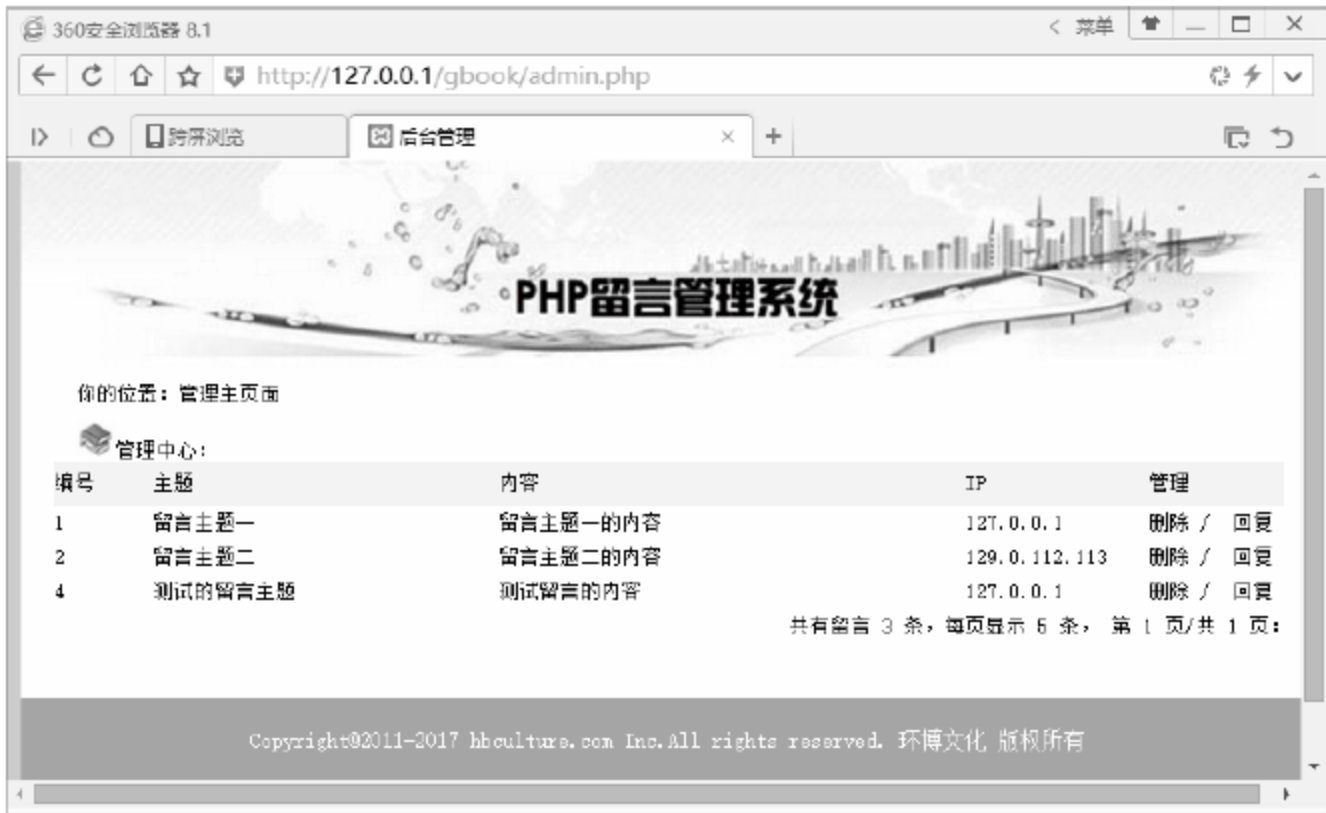 360安全浏览器 8.1
菜单
http://127.0.0.1/gbook/admin.php
跨屏浏览
后台管理
PHP留言管理系统
你的位置：管理主页面
管理中心：
编号 主题 内容 IP 管理
1 留言主题一 留言主题一的内容 127.0.0.1 删除 / 回复
2 留言主题二 留言主题二的内容 129.0.112.113 删除 / 回复
4 测试的留言主题 测试留言的内容 127.0.0.1 删除 / 回复
共有留言 3 条，每页显示 5 条， 第 1 页/共 1 页：
Copyright@2011-2017 hbculture.com Inc.All rights reserved. 环博文化 版权所有